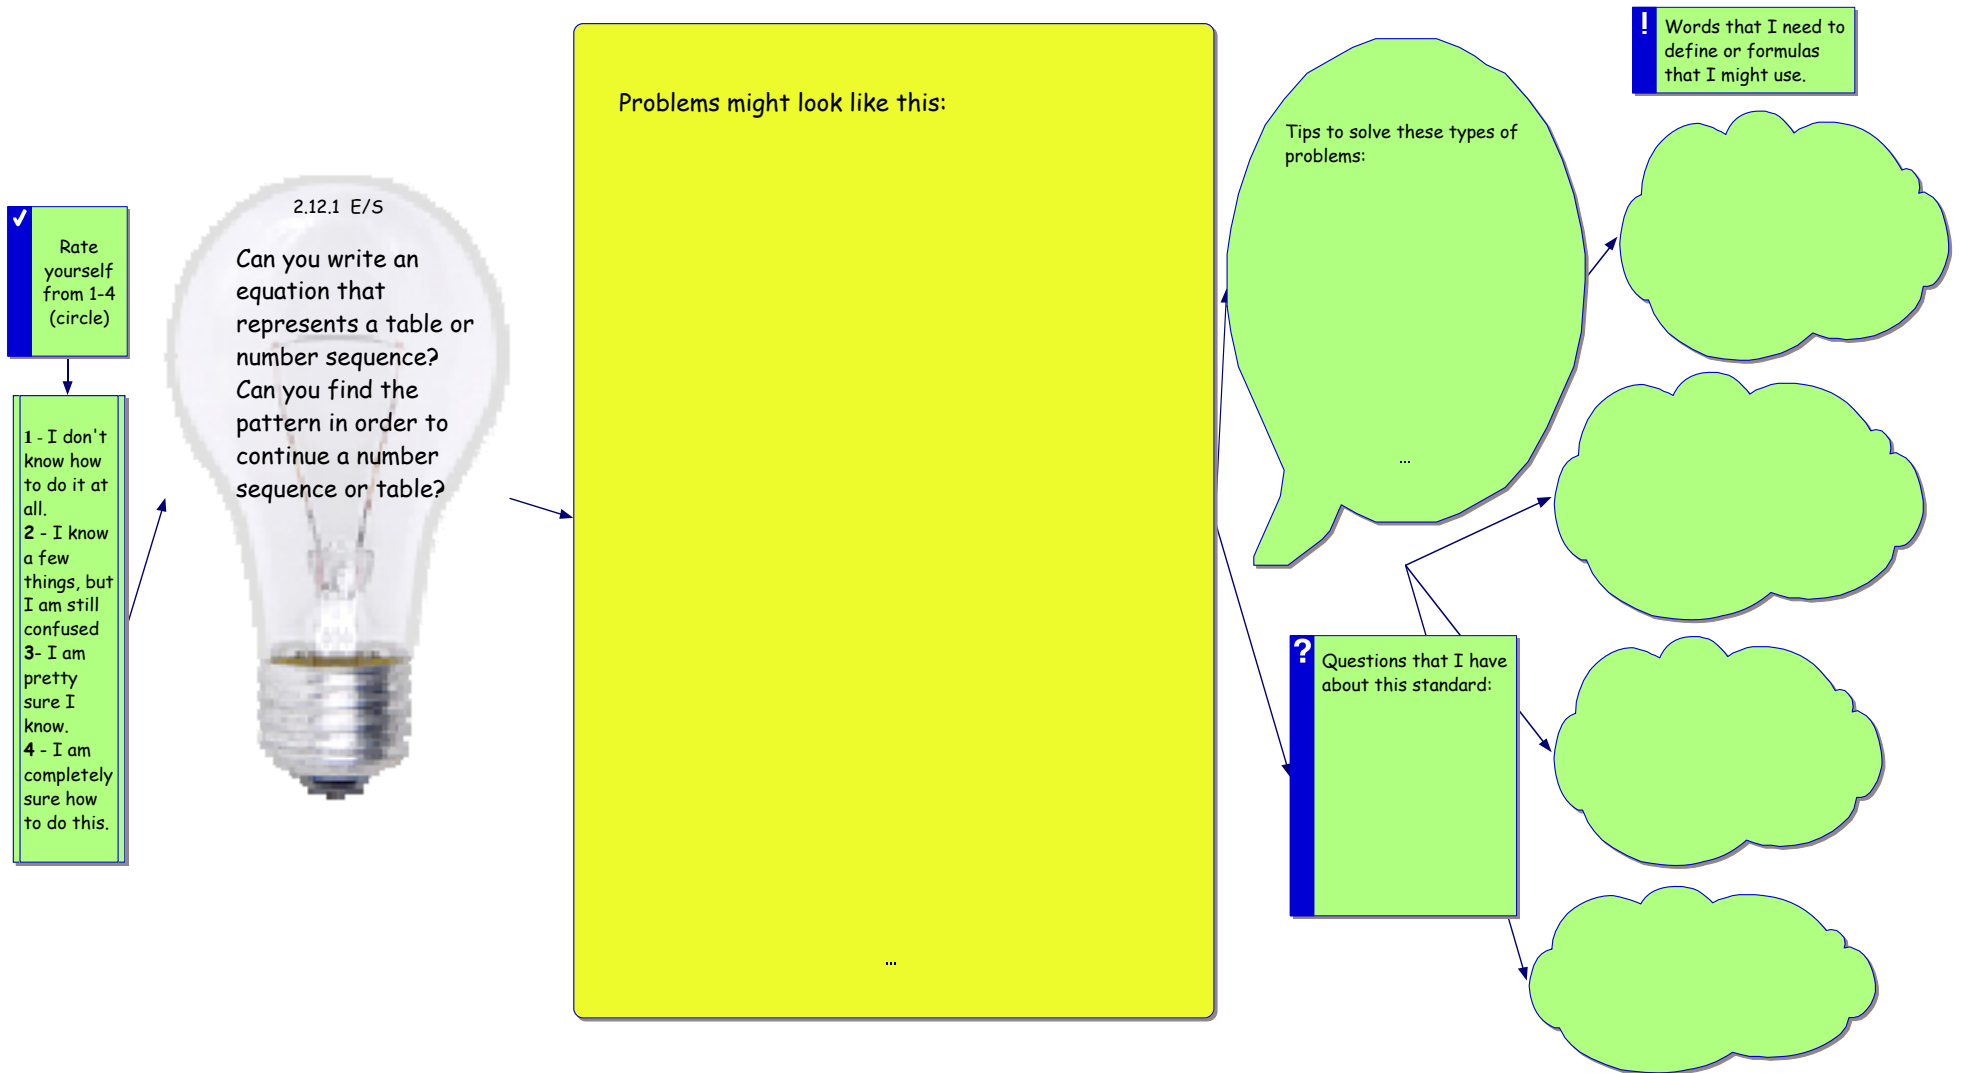 ✓
Rate
yourself
from 1-4
(circle)
1 - I don't
know how
to do it at
all.
2 - I know
a few
things, but
I am still
confused
3- I am
pretty
sure I
know.
4 - I am
completely
sure how
to do this.
2.12.1 E/S
Can you write an
equation that
represents a table or
number sequence?
Can you find the
pattern in order to
continue a number
sequence or table?
Problems might look like this:
...
Tips to solve these types of
problems:
...
?
Questions that I have
about this standard:
!
Words that I need to
define or formulas
that I might use.